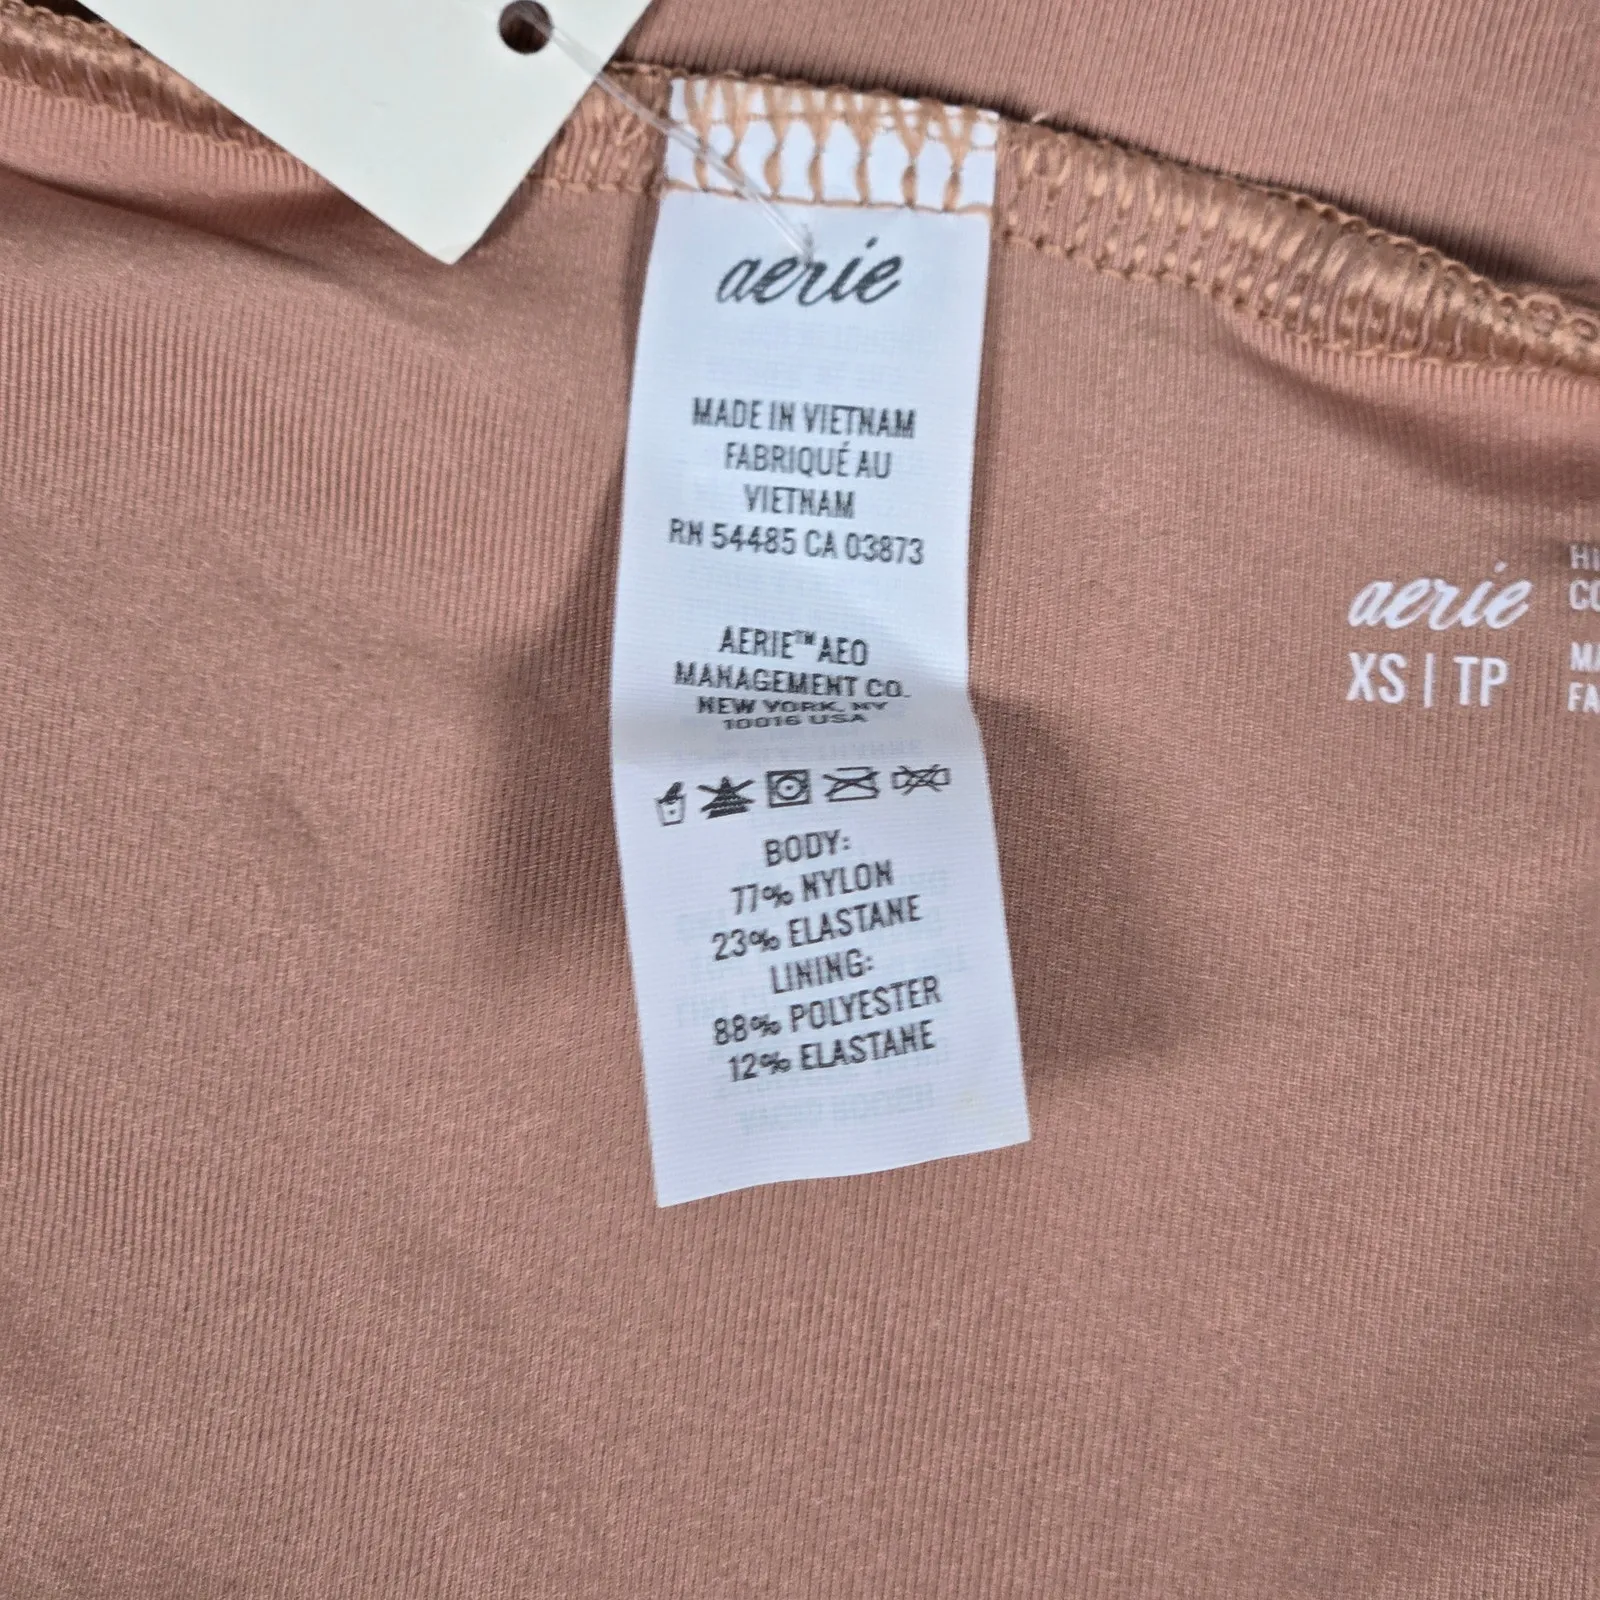 aerie
MADE IN VIETNAM
FABRIQUÉ AU
VIETNAM
RN 54485 CA 03873
AERIE™ AEO
MANAGEMENT CO.
NEW YORK, NY
10016 USA
BODY:
77% NYLON
23% ELASTANE
LINING:
88% POLYESTER
12% ELASTANE
aerie
XS | TP